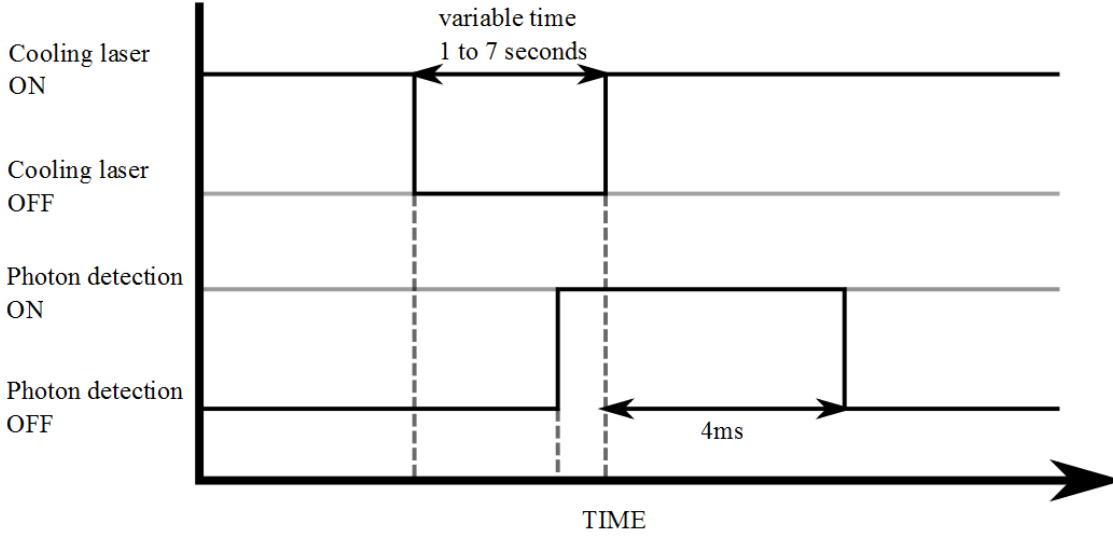 variable time
1 to 7 seconds
Cooling laser
ON
Cooling laser
OFF
Photon detection
ON
Photon detection
OFF
4ms
TIME